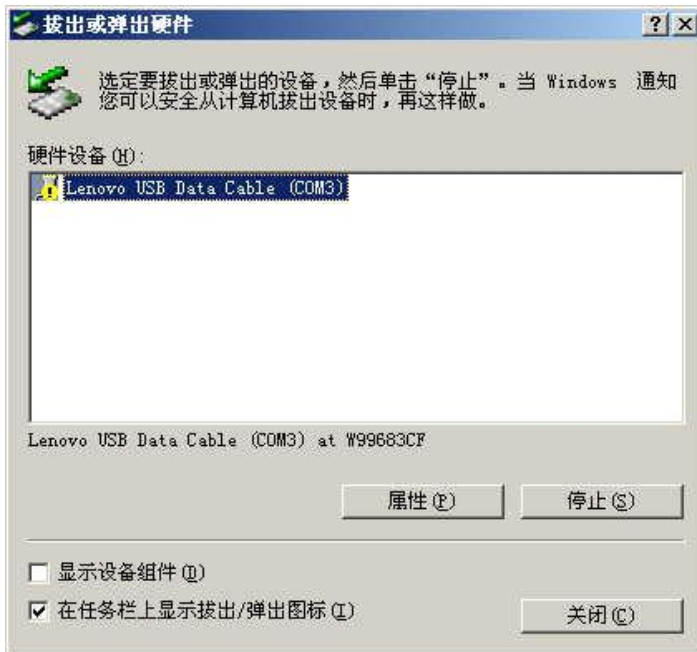 拔出或弹出硬件
选定要拔出或弹出的设备，然后单击“停止”。当 Windows 通知
您可以安全从计算机拔出设备时，再这样做。
硬件设备(H):
Lenovo USB Data Cable (COM3)
Lenovo USB Data Cable (COM3) at W99683CF
属性(P)
停止(S)
显示设备组件(D)
在任务栏上显示拔出/弹出图标(I)
关闭(C)